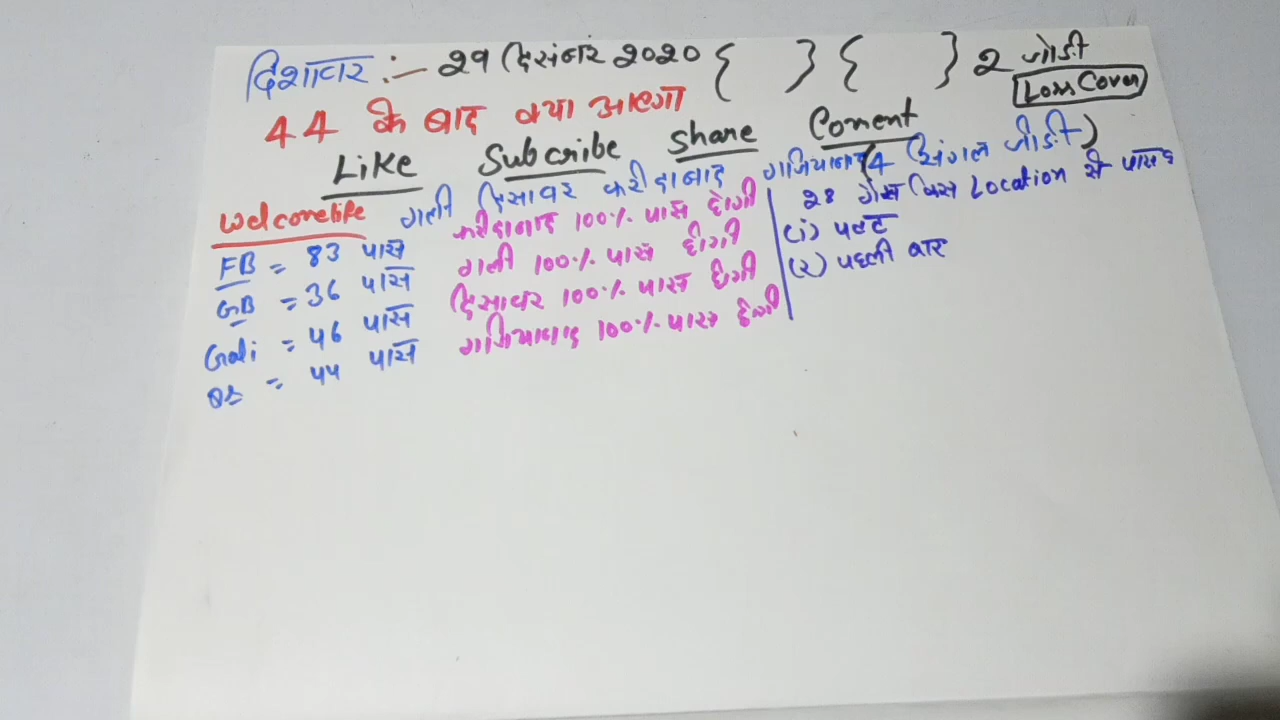 दिशावर :- 29 दिसंबर 2020 { } { } 2 जोडी
Loss Cover
44 के बाद क्या आएगा
Like Subscribe Share Coment
गली दिसावर फरीदाबाद गाजियाबाद (4 सिंगल जोडी)
Welcorelife
फरीदाबाद 100% पास होगी
गली 100% पास होगी
दिसावर 100% पास होगी
गाजियाबाद 100% पास होगी
FB = 83 पास
GB = 36 पास
Gali = 46 पास
DS = 44 पास
28 गेस किस Location से पास
(1) पलट
(2) पहली बार